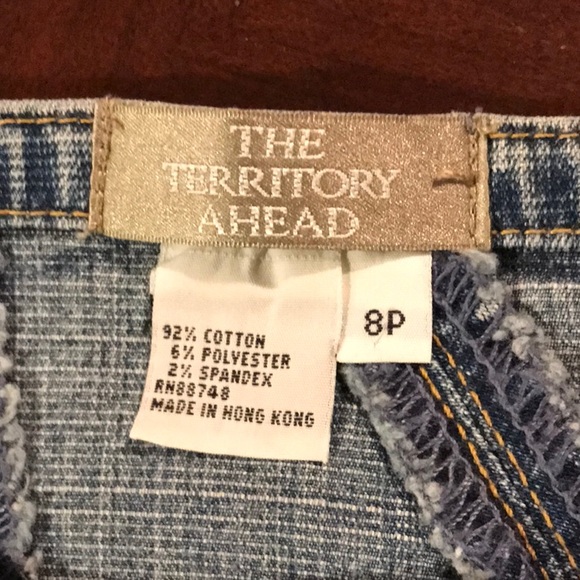 THE
TERRITORY
AHEAD
8P
92% COTTON
6% POLYESTER
2% SPANDEX
RN88748
MADE IN HONG KONG